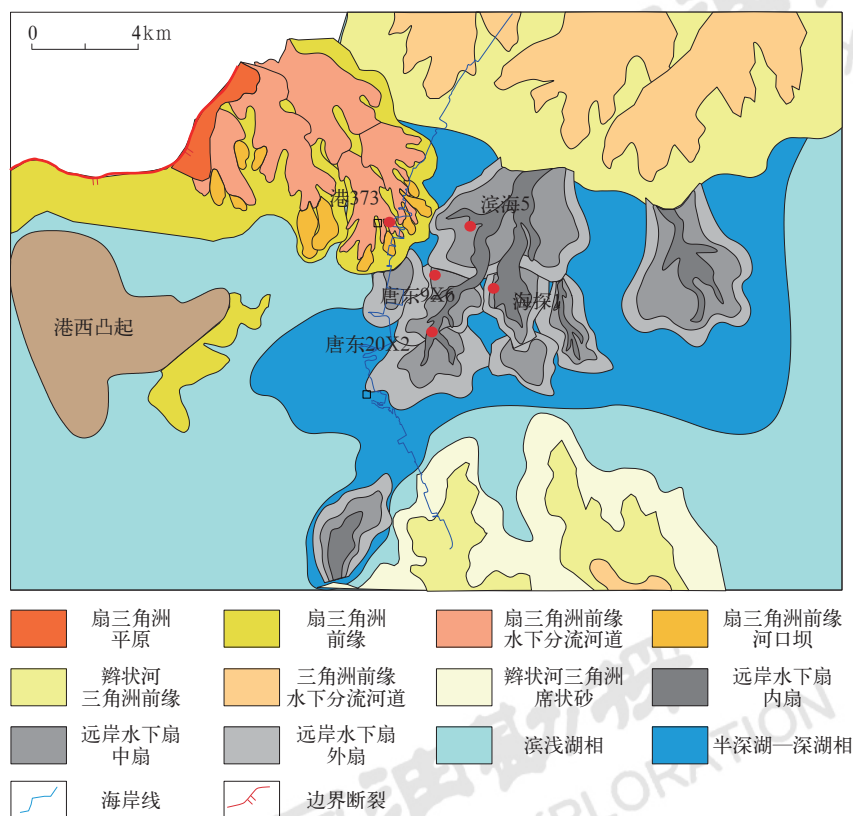 0 4km
港373
滨海5
唐东9X6
海探1
港西凸起
唐东20X2
扇三角洲
平原
扇三角洲
前缘
扇三角洲前缘
水下分流河道
扇三角洲前缘
河口坝
辫状河
三角洲前缘
三角洲前缘
水下分流河道
辫状河三角洲
席状砂
远岸水下扇
内扇
远岸水下扇
中扇
远岸水下扇
外扇
滨浅湖相
半深湖—深湖相
海岸线
边界断裂
EXPLORATION